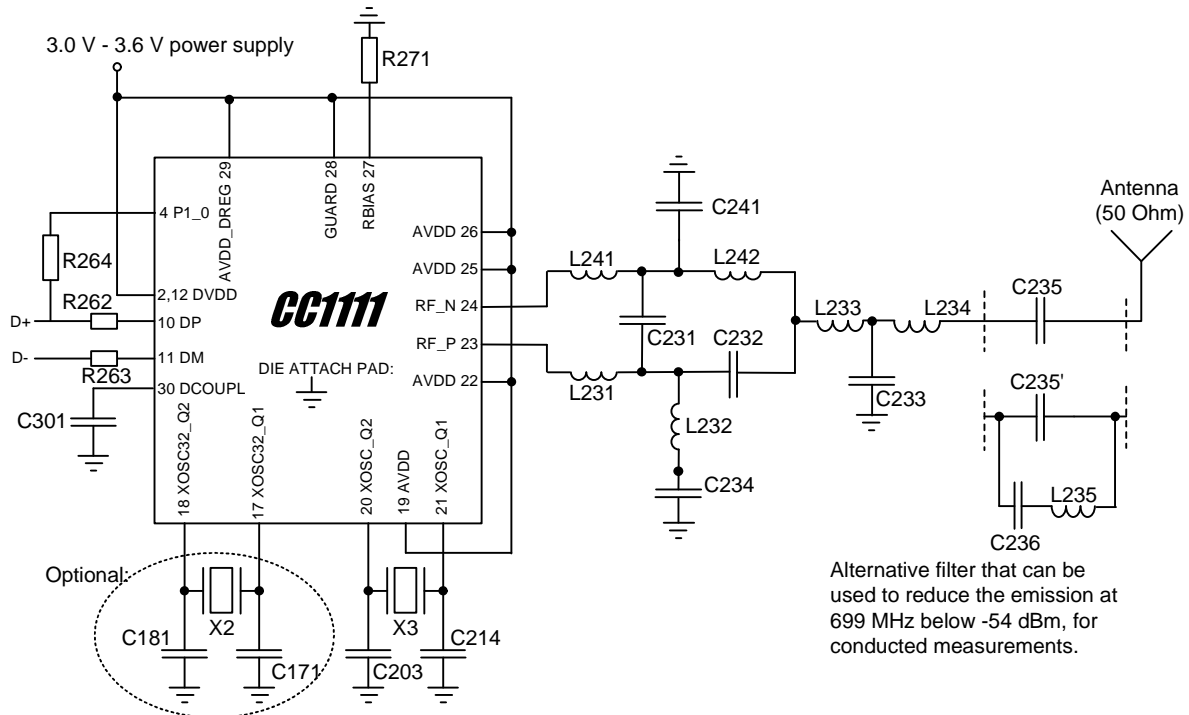 3.0 V - 3.6 V power supply
R271
AVDD_DREG 29
GUARD 28
RBIAS 27
4 P1_0
R264
2,12 DVDD
R262
D+
10 DP
D-
11 DM
R263
30 DCOUPL
C301
CC1111
DIE ATTACH PAD:
AVDD 26
AVDD 25
RF_N 24
RF_P 23
AVDD 22
18 XOSC32_Q2
17 XOSC32_Q1
20 XOSC_Q2
19 AVDD
21 XOSC_Q1
Optional:
X2
C181
C171
X3
C203
C214
C241
L241
L242
C231
C232
L231
L232
C234
L233
L234
C233
C235
Antenna
(50 Ohm)
C235'
L235
C236
Alternative filter that can be
used to reduce the emission at
699 MHz below -54 dBm, for
conducted measurements.